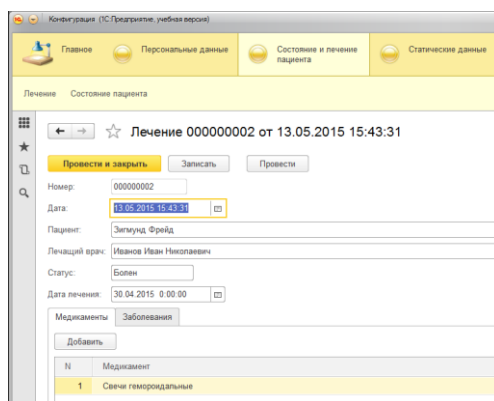 Конфигурация (1С:Предприятие, учебная версия)
Главное
Персональные данные
Состояние и лечение пациента
Статические данные
Лечение Состояние пациента
Лечение 000000002 от 13.05.2015 15:43:31
Провести и закрыть Записать Провести
Номер: 000000002
Дата: 13.05.2015 15:43:31
Пациент: Зигмунд Фрейд
Лечащий врач: Иванов Иван Николаевич
Статус: Болен
Дата лечения: 30.04.2015 0:00:00
Медикаменты Заболевания
Добавить
N Медикамент
1 Свечи гемороидальные